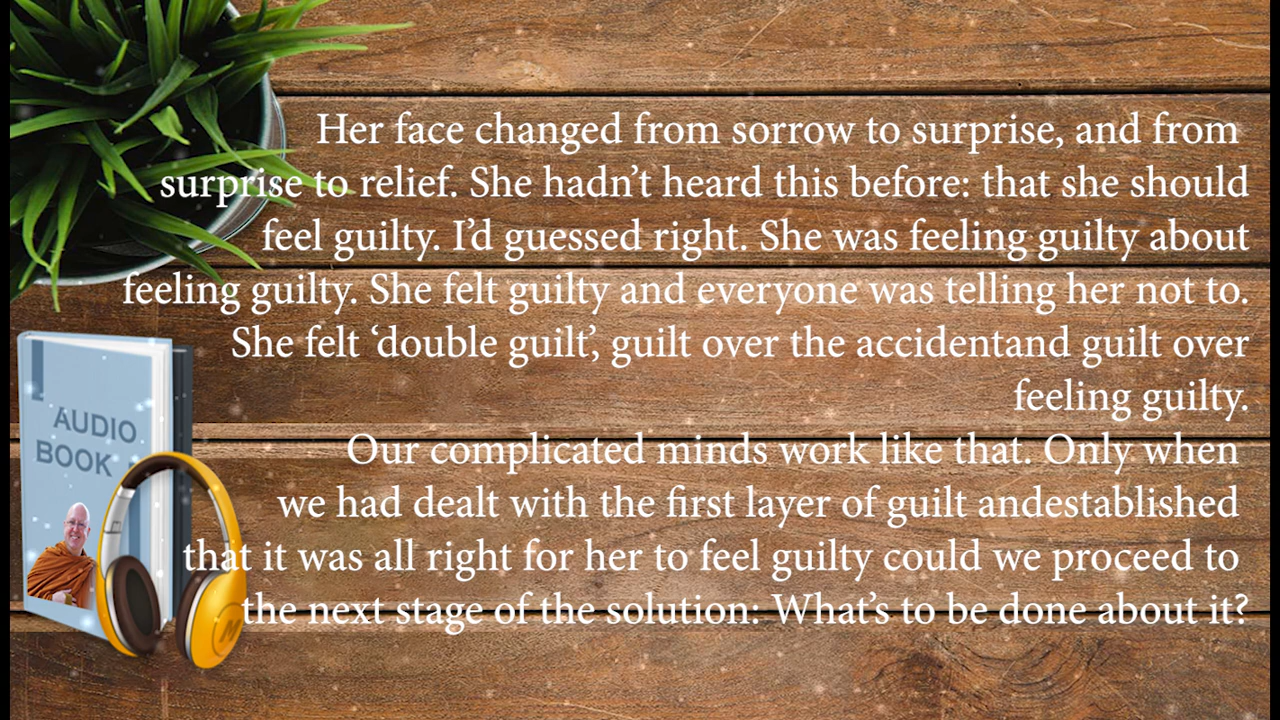 Her face changed from sorrow to surprise, and from
surprise to relief. She hadn’t heard this before: that she should
feel guilty. I’d guessed right. She was feeling guilty about
feeling guilty. She felt guilty and everyone was telling her not to.
She felt ‘double guilt’, guilt over the accidentand guilt over
feeling guilty.
Our complicated minds work like that. Only when
we had dealt with the first layer of guilt andestablished
that it was all right for her to feel guilty could we proceed to
the next stage of the solution: What’s to be done about it?
AUDIO
BOOK
M